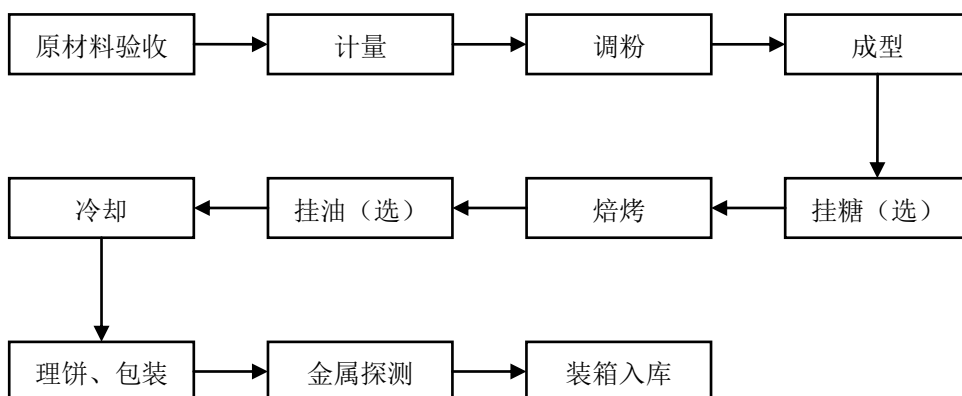 原材料验收
计量
调粉
成型
挂糖（选）
焙烤
挂油（选）
冷却
理饼、包装
金属探测
装箱入库